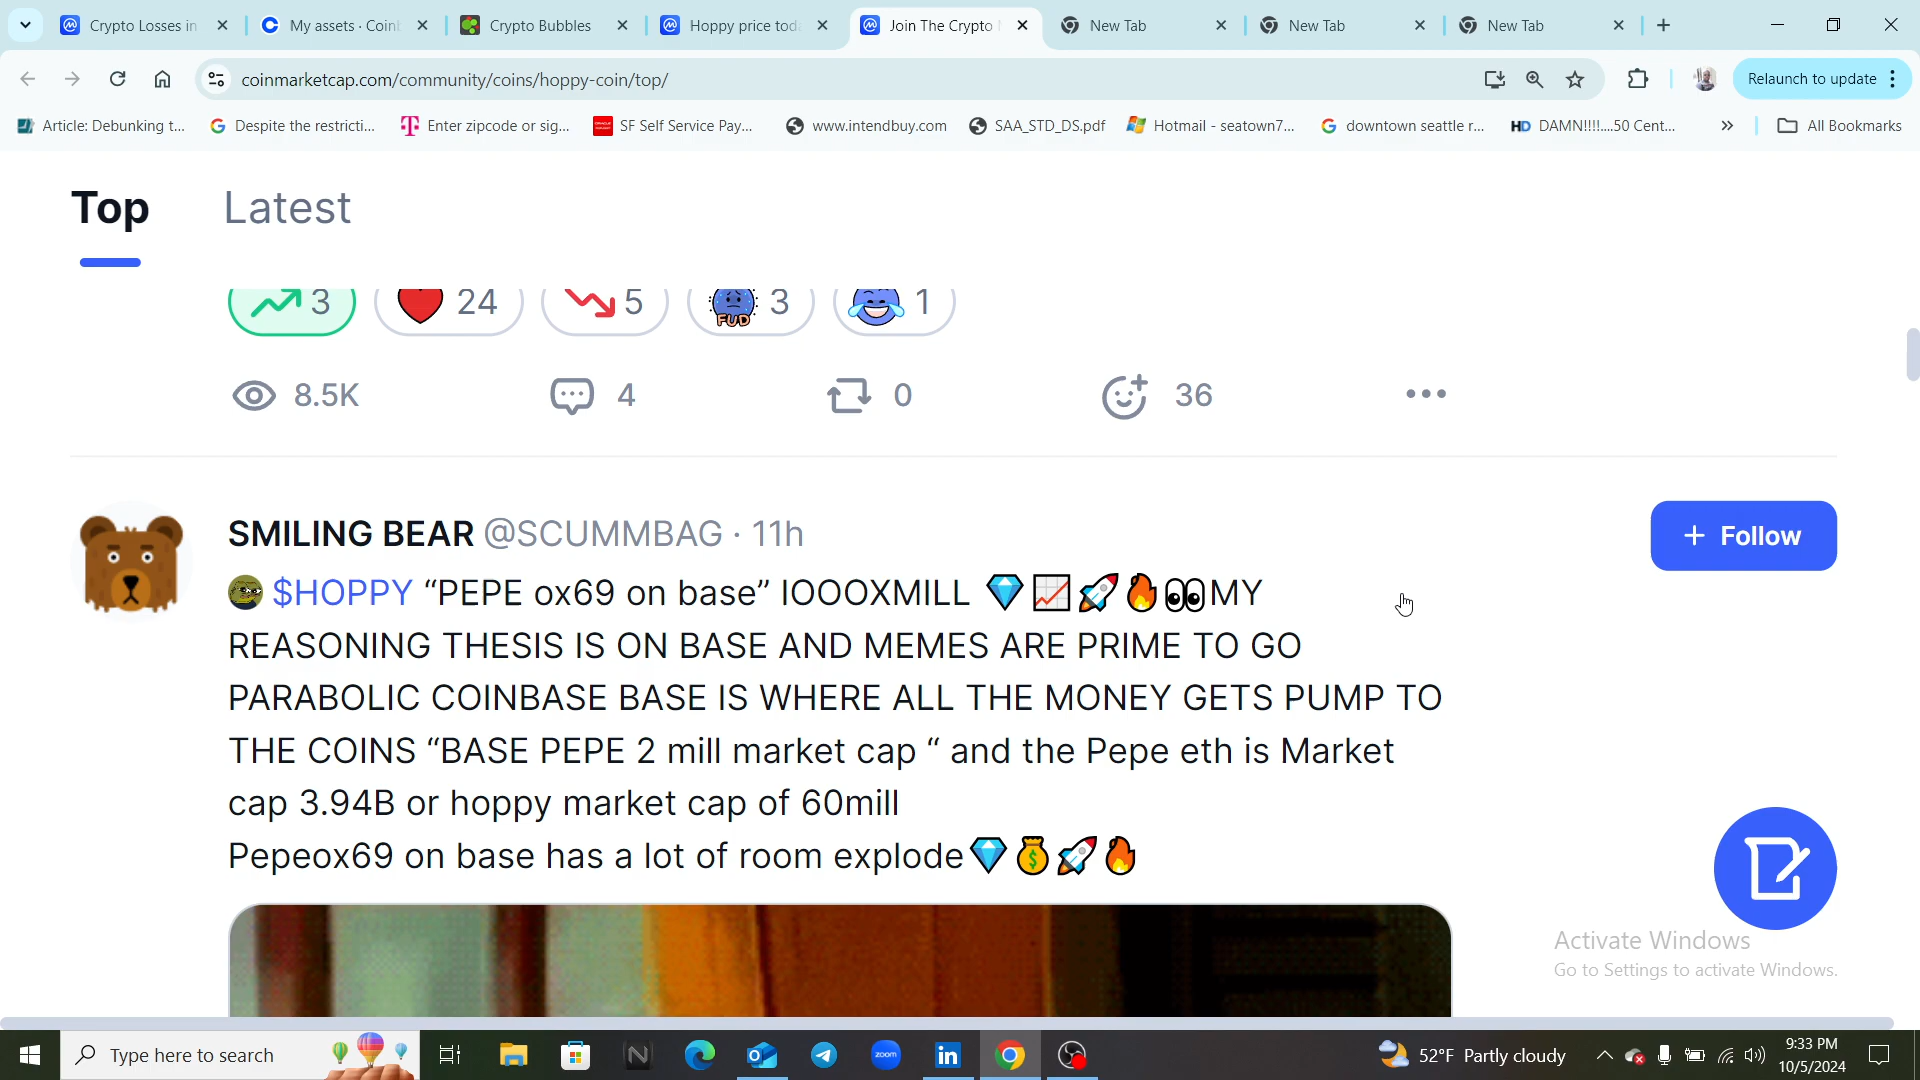 Crypto Losses in
My assets · Coin
Crypto Bubbles
Hoppy price tod
Join The Crypto
New Tab
New Tab
New Tab
coinmarketcap.com/community/coins/hoppy-coin/top/
Relaunch to update
Article: Debunking t...
Despite the restricti...
Enter zipcode or sig...
SF Self Service Pay...
www.intendbuy.com
SAA_STD_DS.pdf
Hotmail - seatown7...
downtown seattle r...
HD DAMN!!!!....50 Cent...
All Bookmarks
Top
Latest
3
24
5
FUD 3
1
8.5K
4
0
36
SMILING BEAR @SCUMMBAG · 11h
+ Follow
$HOPPY “PEPE ox69 on base” IOOOXMILL 💎📈🚀🔥👀MY
REASONING THESIS IS ON BASE AND MEMES ARE PRIME TO GO
PARABOLIC COINBASE BASE IS WHERE ALL THE MONEY GETS PUMP TO
THE COINS “BASE PEPE 2 mill market cap “ and the Pepe eth is Market
cap 3.94B or hoppy market cap of 60mill
Pepeox69 on base has a lot of room explode💎💰🚀🔥
Activate Windows
Go to Settings to activate Windows.
Type here to search
zoom
52°F Partly cloudy
9:33 PM
10/5/2024